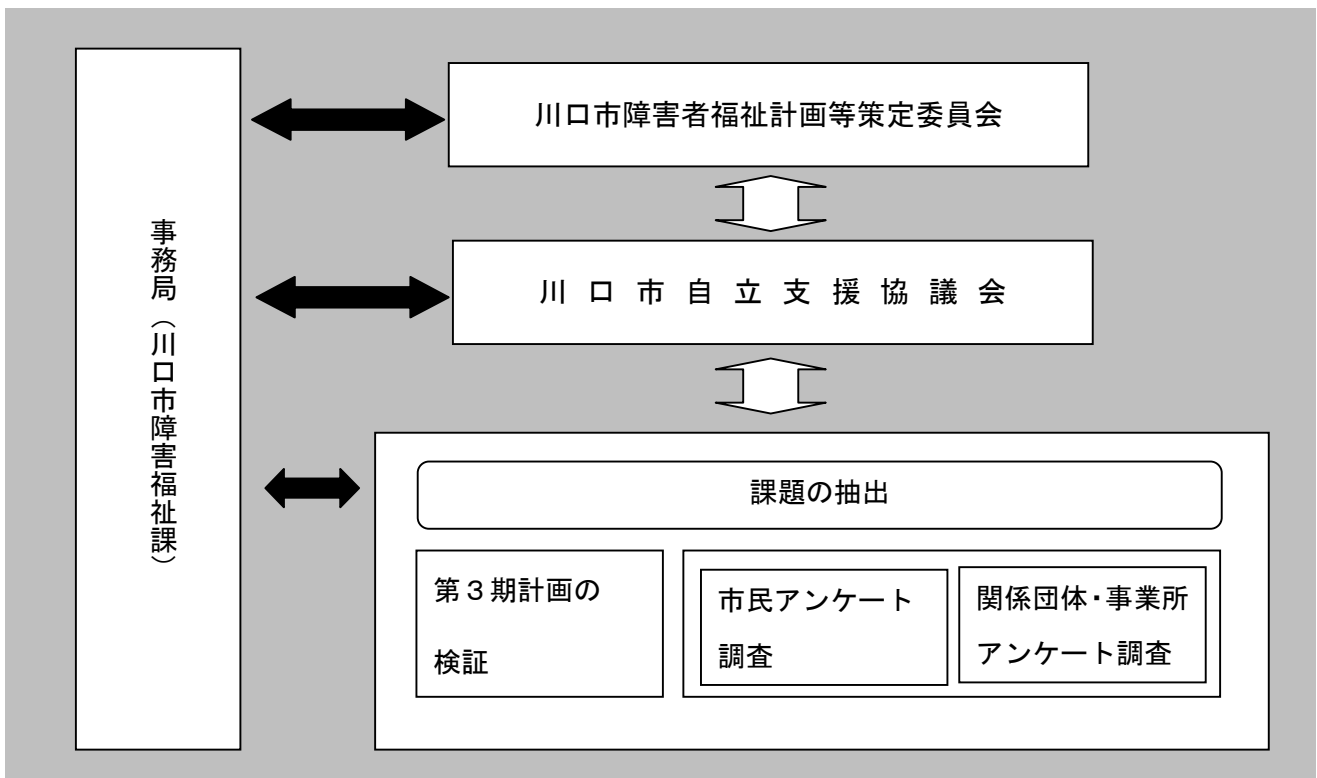 事務局（川口市障害福祉課）
川口市障害者福祉計画等策定委員会
川口市自立支援協議会
課題の抽出
第３期計画の
検証
市民アンケート
調査
関係団体・事業所
アンケート調査